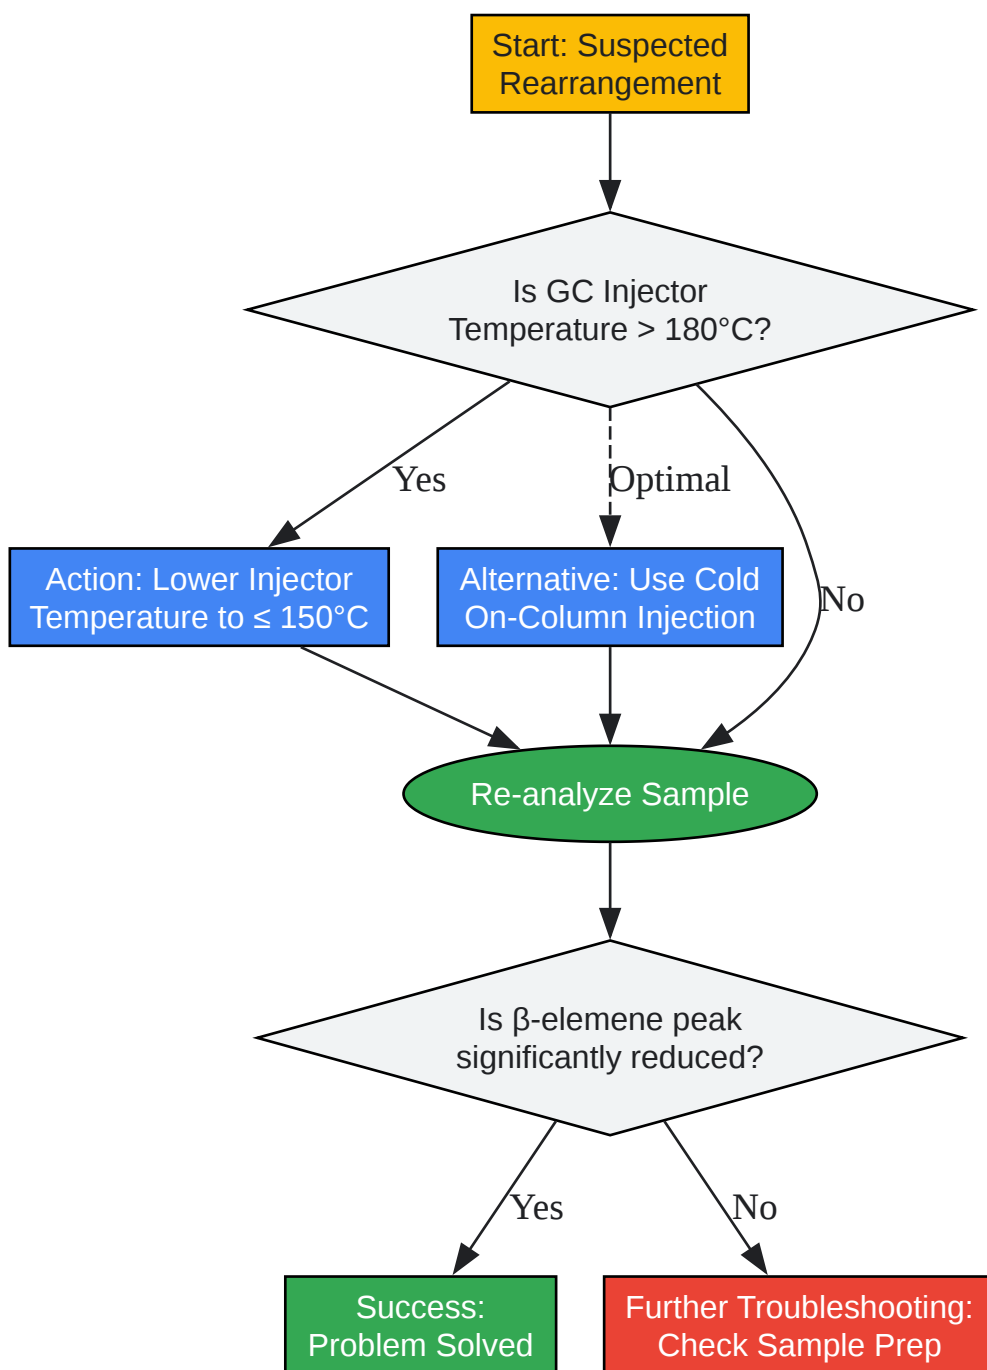 Start: Suspected
Rearrangement
Is GC Injector
Temperature > 180°C?
Yes
Optimal
No
Action: Lower Injector
Temperature to ≤ 150°C
Alternative: Use Cold
On-Column Injection
Re-analyze Sample
Is β-elemene peak
significantly reduced?
Yes
No
Success:
Problem Solved
Further Troubleshooting:
Check Sample Prep